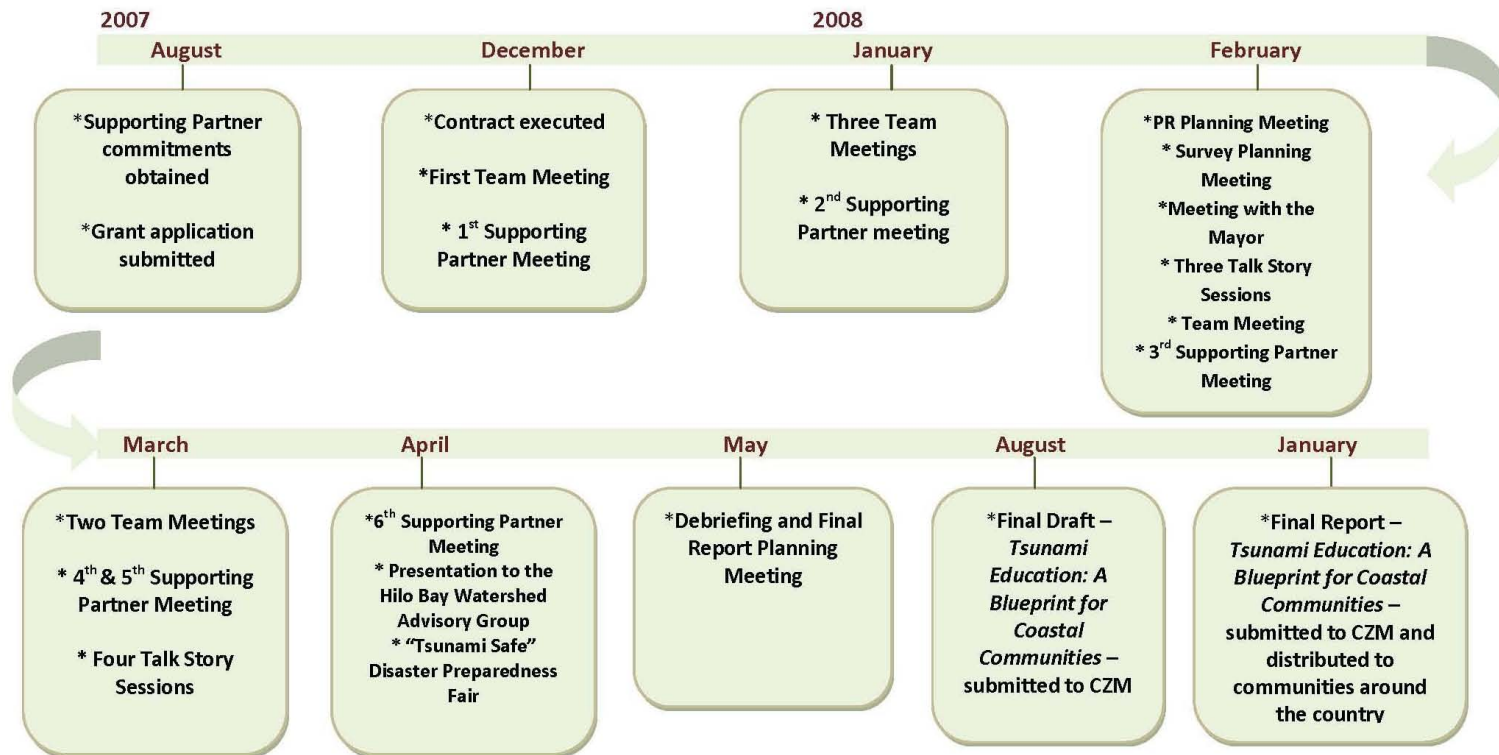 2007
2008
August
December
January
February
*Supporting Partner
commitments
obtained
*Grant application
submitted
*Contract executed
*First Team Meeting
* 1st Supporting
Partner Meeting
* Three Team
Meetings
* 2nd Supporting
Partner meeting
*PR Planning Meeting
* Survey Planning
Meeting
*Meeting with the
Mayor
* Three Talk Story
Sessions
* Team Meeting
* 3rd Supporting Partner
Meeting
March
April
May
August
January
*Two Team Meetings
* 4th & 5th Supporting
Partner Meeting
* Four Talk Story
Sessions
*6th Supporting Partner
Meeting
* Presentation to the
Hilo Bay Watershed
Advisory Group
* “Tsunami Safe”
Disaster Preparedness
Fair
*Debriefing and Final
Report Planning
Meeting
*Final Draft –
Tsunami
Education: A
Blueprint for
Coastal
Communities –
submitted to CZM
*Final Report –
Tsunami Education: A
Blueprint for Coastal
Communities –
submitted to CZM and
distributed to
communities around
the country